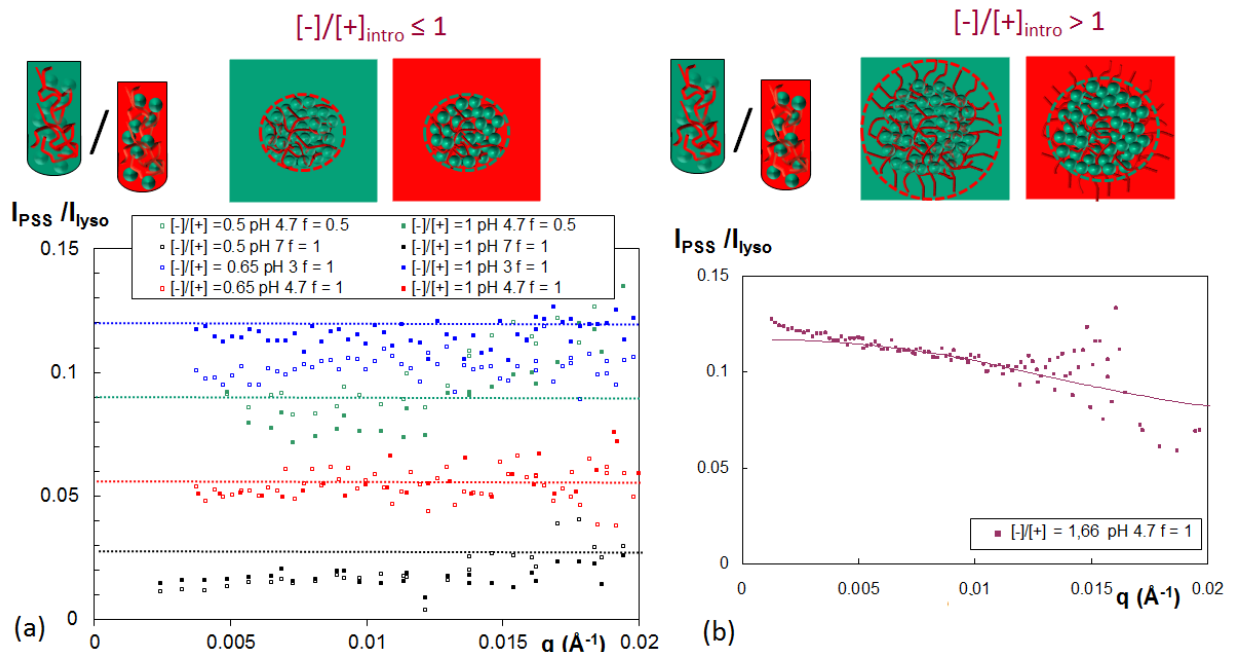 [-]/[+]intro ≤ 1
[-]/[+]intro > 1
IPSS /Ilyso
[-]/[+] =0.5 pH 4.7 f = 0.5
[-]/[+] =1 pH 4.7 f = 0.5
[-]/[+] =0.5 pH 7 f = 1
[-]/[+] =1 pH 7 f = 1
[-]/[+] = 0.65 pH 3 f = 1
[-]/[+] =1 pH 3 f = 1
[-]/[+] =0.65 pH 4.7 f = 1
[-]/[+] =1 pH 4.7 f = 1
0.15
0.1
0.05
0
0 0.005 0.01 0.015 0.02
q (Å-1)
(a)
IPSS /Ilyso
0.15
0.1
0.05
0
[-]/[+] = 1,66 pH 4.7 f = 1
0 0.005 0.01 0.015 0.02
q (Å-1)
(b)